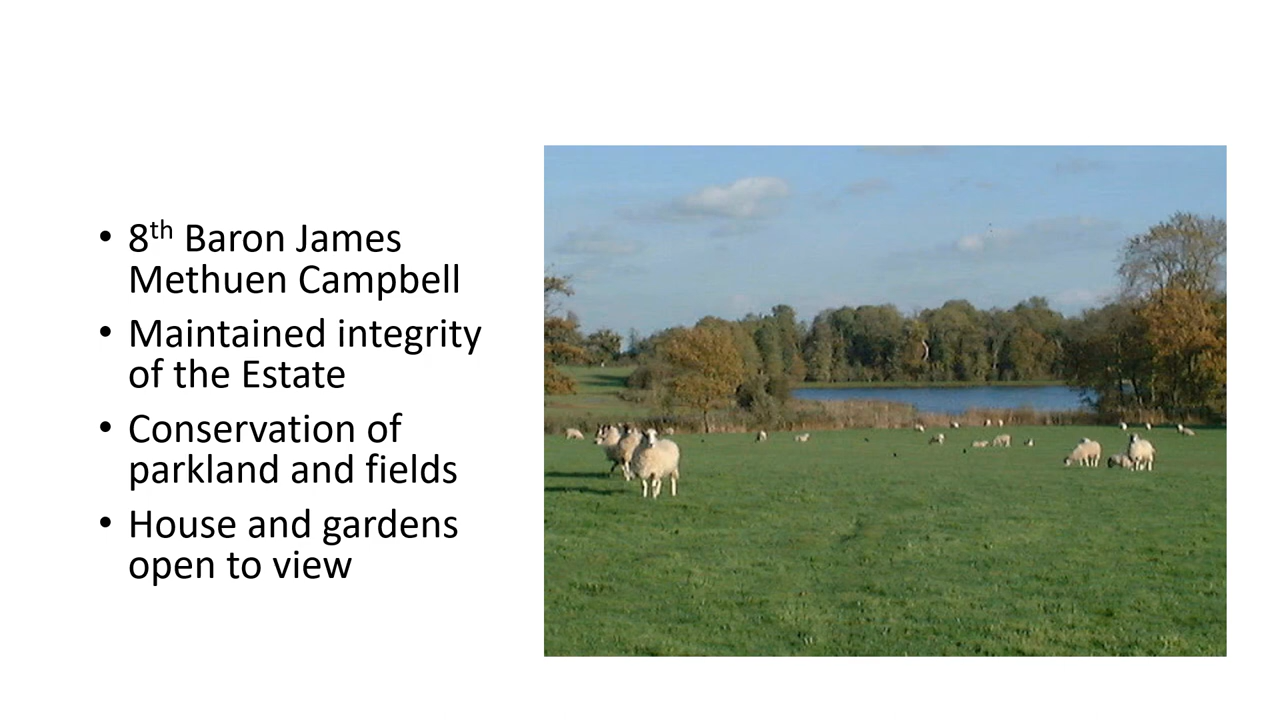 • 8th Baron James
Methuen Campbell
• Maintained integrity
of the Estate
• Conservation of
parkland and fields
• House and gardens
open to view